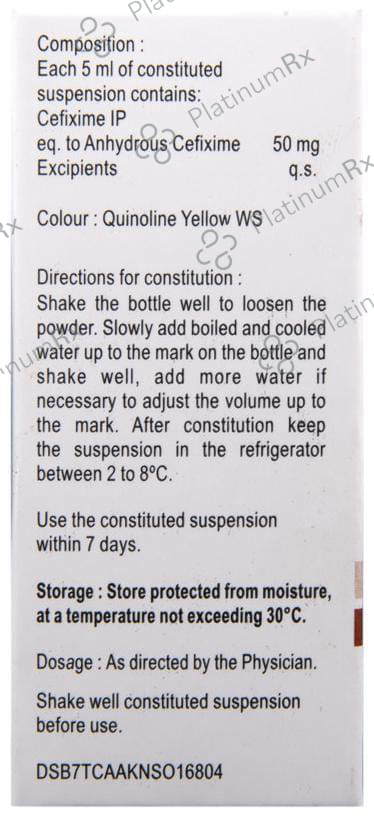 Composition :
Each 5 ml of constituted
suspension contains:
Cefixime IP
eq. to Anhydrous Cefixime 50 mg
Excipients q.s.
Colour : Quinoline Yellow WS
Directions for constitution :
Shake the bottle well to loosen the
powder. Slowly add boiled and cooled
water up to the mark on the bottle and
shake well, add more water if
necessary to adjust the volume up to
the mark. After constitution keep
the suspension in the refrigerator
between 2 to 8ºC.
Use the constituted suspension
within 7 days.
Storage : Store protected from moisture,
at a temperature not exceeding 30°C.
Dosage : As directed by the Physician.
Shake well constituted suspension
before use.
DSB7TCAAKNSO16804
PlatinumRx
PlatinumRx